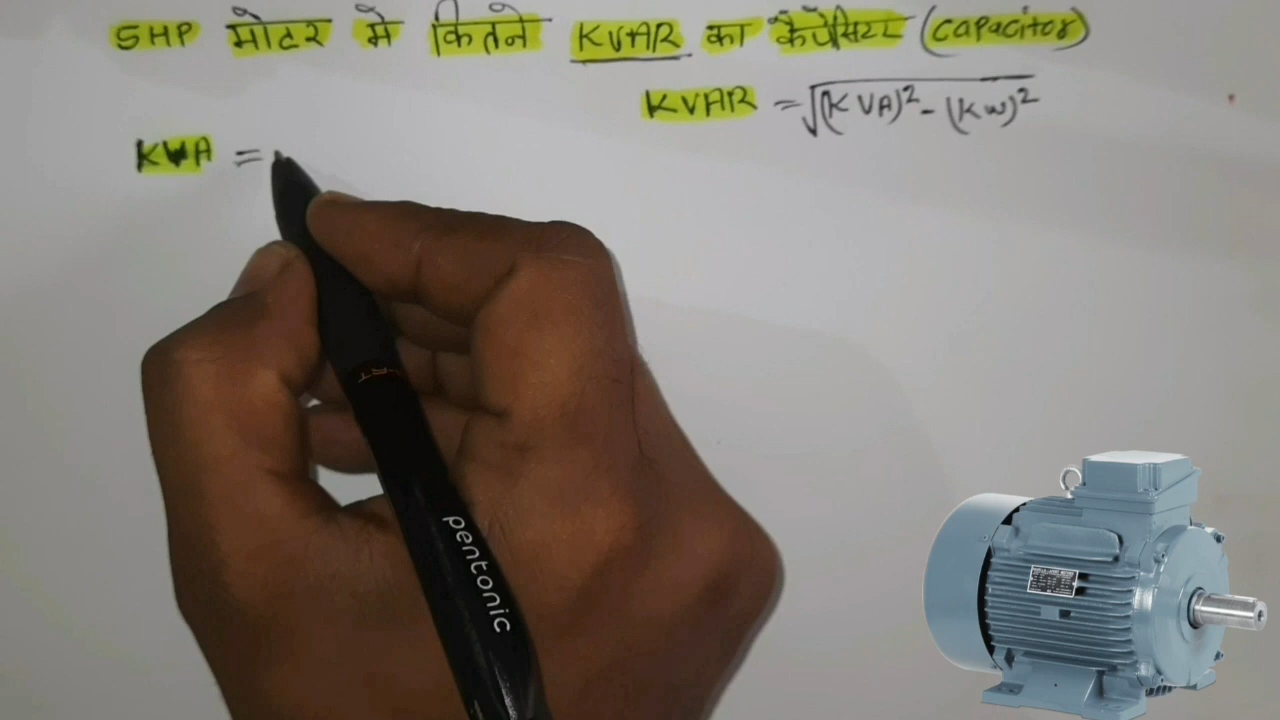 5HP मोटर मे कितने KVAR का कैपेसिटर (capacitor)
KVAR = √(KVA)² - (KW)²
KVA =
pentonic